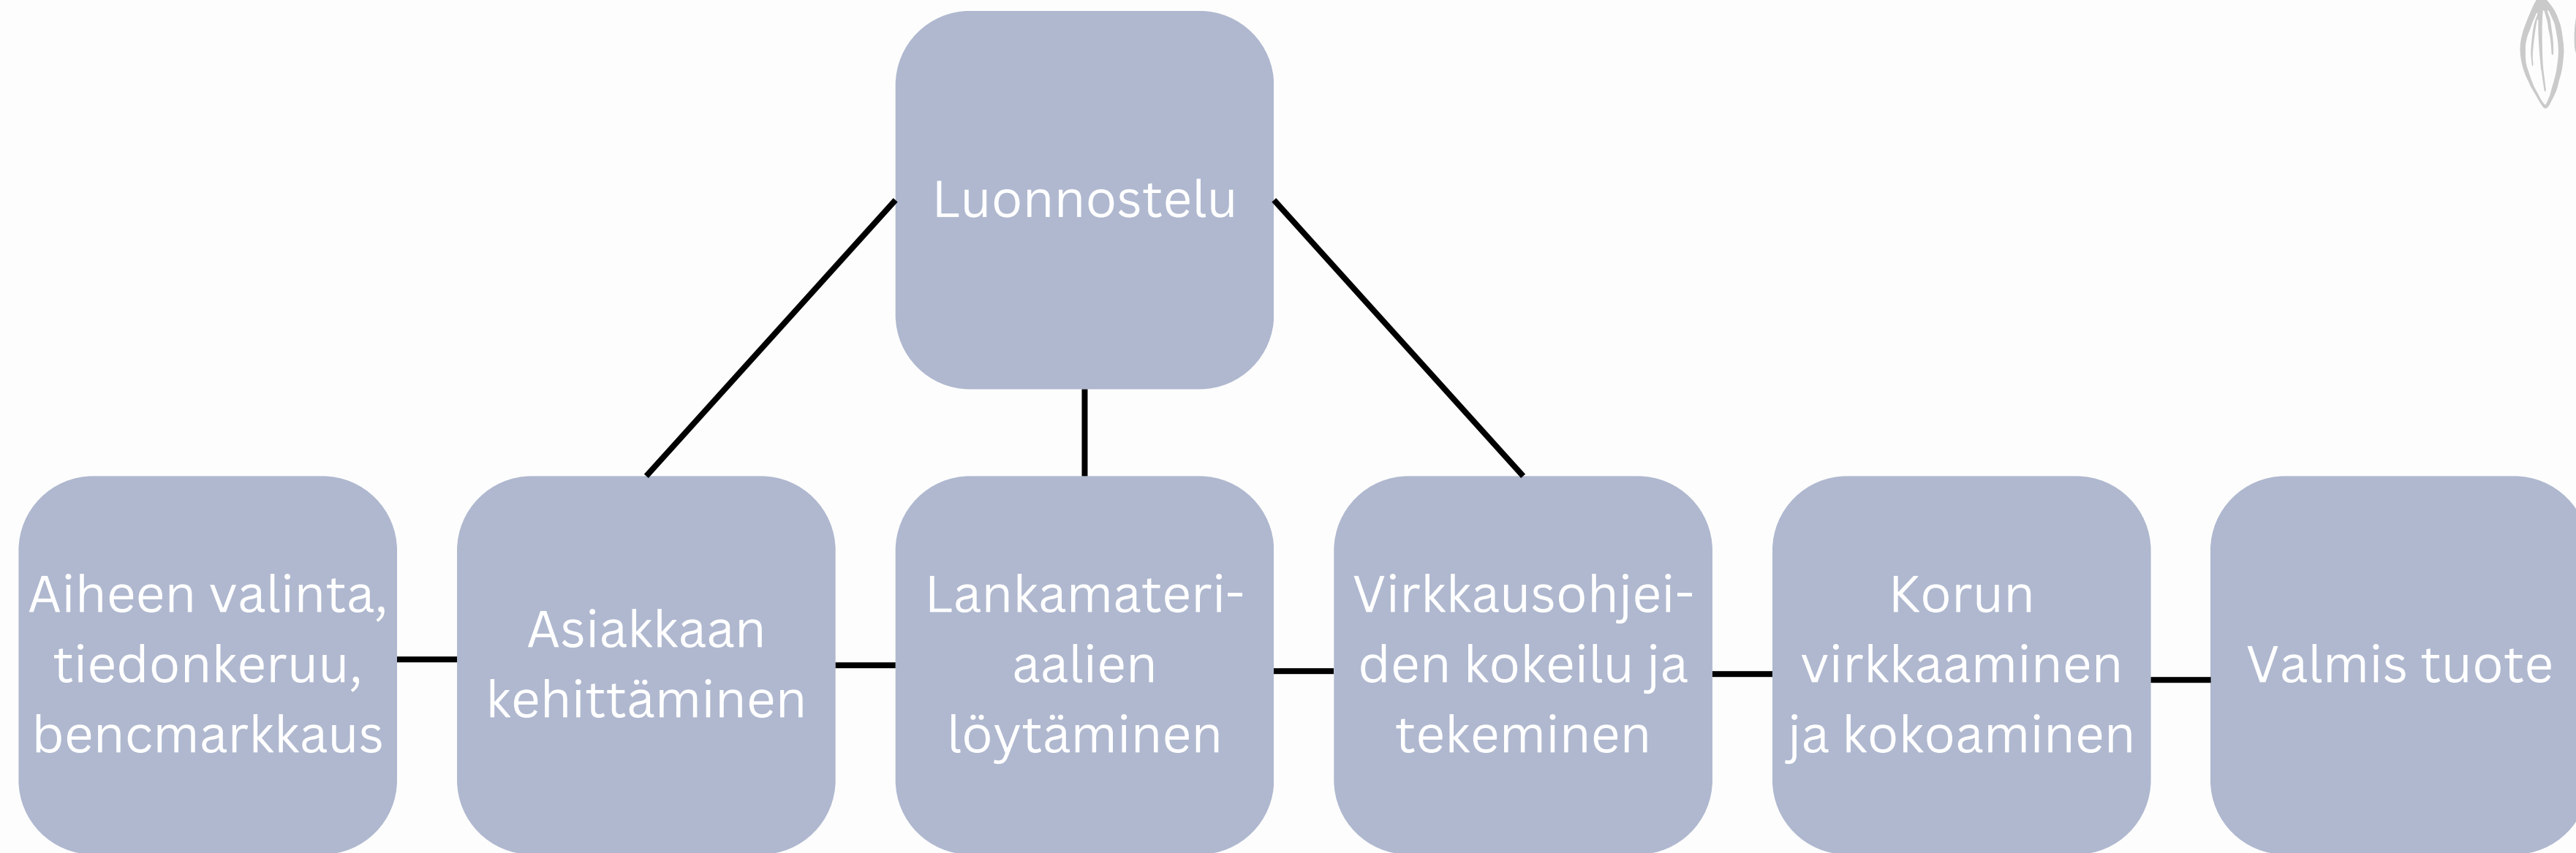 Luonnostelu
Aiheen valinta,
tiedonkeruu,
bencmarkkaus
Asiakkaan
kehittäminen
Lankamateri-
aalien
löytäminen
Virkkausohjei-
den kokeilu ja
tekeminen
Korun
virkkaaminen
ja kokoaminen
Valmis tuote